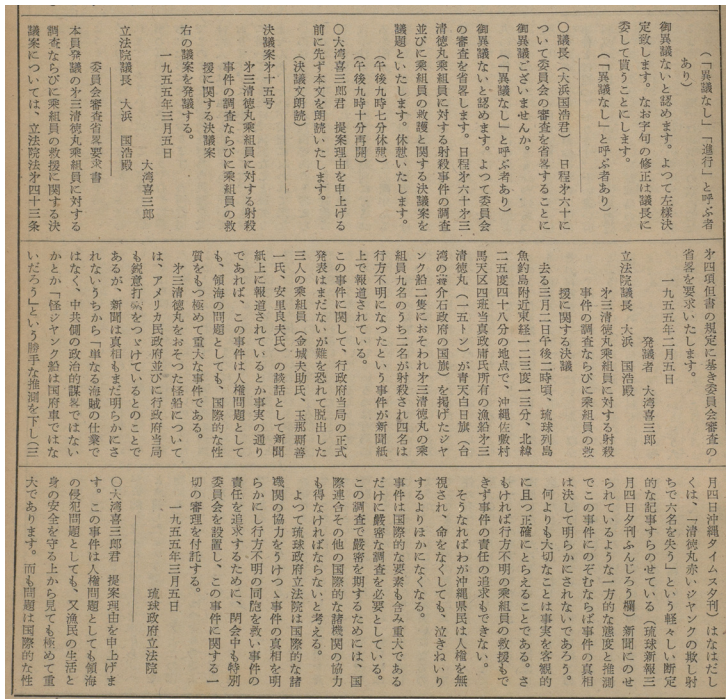 （「異議なし」「進行」と呼ぶ者
あり）
御異議ないと認めます。よつて左様決
定致します。なお字句の修正は議長に
委して貰うことにします。
（「異議なし」と呼ぶ者あり）
〇議長（大浜国浩君）　日程才六十に
ついて委員会の審査を省略することに
御異議ございませんか。
（「異議なし」と呼ぶ者あり）
御異議ないと認めます。よつて委員会
の審査を省略します。日程才六十才三
清徳丸乗組員に対する射殺事件の調査
並びに乗組員の救護と関する決議案を
議題といたします。休憩いたします。
（午後九時七分休憩）
（午後九時十分再開）
〇大湾喜三郎君　提案理由を申上げる
前に先ず本文を朗読いたします。
（決議文朗読）
決議案才十五号
才三清徳丸乗組員に対する射殺
事件の調査ならびに乗組員の救
援に関する決議案
右の議案を発議する。
一九五五年三月五日
大湾喜三郎
立法院議長　大浜　国浩殿
委員会審査省略要求書
本員発議の才三清徳丸乗組員に対する
調査ならびに乗組員の救援に関する決
議案については、立法院法才四十三条
才四項但書の規定に基き委員会審査の
省略を要求いたします。
一九五五年二月五日
発議者　大湾喜三郎
立法院議長　大浜　国浩殿
才三清徳丸乗組員に対する射殺
事件の調査ならびに乗組員の救
援に関する決議
去る三月二日午後二時頃、琉球列島
魚釣島附近東経一二三度一三分、北緯
二五度四十八分の地点で、沖縄佐敷村
馬天区四班当真政庸氏所有の漁船才三
清徳丸（一五トン）が青天白日旗（台
湾の蒋介石政府の国旗）を掲げたジヤ
ンク船二隻におそわれ才三清徳丸の乗
組員九名のうち二名が射殺され四名は
行方不明になつたという事件が新聞紙
上で報道されている。
この事件に関して、行政府当局の正式
発表はまだないが難を恐れて脱出した
三人の乗組員（金城夫助氏、玉那覇善
一氏、安里良夫氏）の談話として新聞
紙上に報道されているとか事実の通り
であれば、この事件は人権問題として
も、領海の問題としても、国際的な性
質をもつ極めて重大な事件である。
才三清徳丸をおそつた怪船について
は、アメリカ民政府並びに行政府当局
も鋭意打をつゞけているとのことで
あるが、新聞は真相もまだ明らかにさ
れないうちから「単なる海賊の仕業で
はなく、中共側の政治的謀畧ではない
かとか「怪ジヤンク船は国府軍ではな
いだろう」という勝手な推測を下し（三
月四日沖縄タイムス夕刊）はなはだし
くは、「清徳丸赤いジヤンクの欺し射
ちで六名を失う」という軽々しい断定
的な記事すらのせている（琉球新報三
月四日夕刊ふんじろう欄）新聞にのせ
られているような一方的な態度と推測
でこの事件にのぞむならば事件の真相
は決して明らかにされないであろう。
何よりも大切なことは事実を客観的
に且つ正確にとらえることである。さ
もければ行方不明の乗組員の救援もで
きず事件の責任の追求もできない。
そうなればわが沖縄県民は人権を無
視され、命をなくしても、泣きねいり
するよりほかになくなる。
事件は国際的な要素も含み重大である
だけに厳密な調査を必要としている。
この調査で厳密を期するためには、国
際連合その他の国際的な諸機関の協力
も得なければならないと考える。
よつて琉球政府立法院は国際的な諸
機関の協力をうけつゝ事件の真相を明
らかにし行方不明の同胞を救い事件の
責任を追求するために、閉会中も特別
委員会を設置し、この事件に関する一
切の審理を付託する。
一九五五年三月五日
琉球政府立法院
〇大湾喜三郎君　提案理由を申上げま
す。この事件は人権問題としても領海
の侵犯問題としても、又漁民の生活と
身の安全を守る上から見ても極めて重
大であります。而も問題は国際的な性